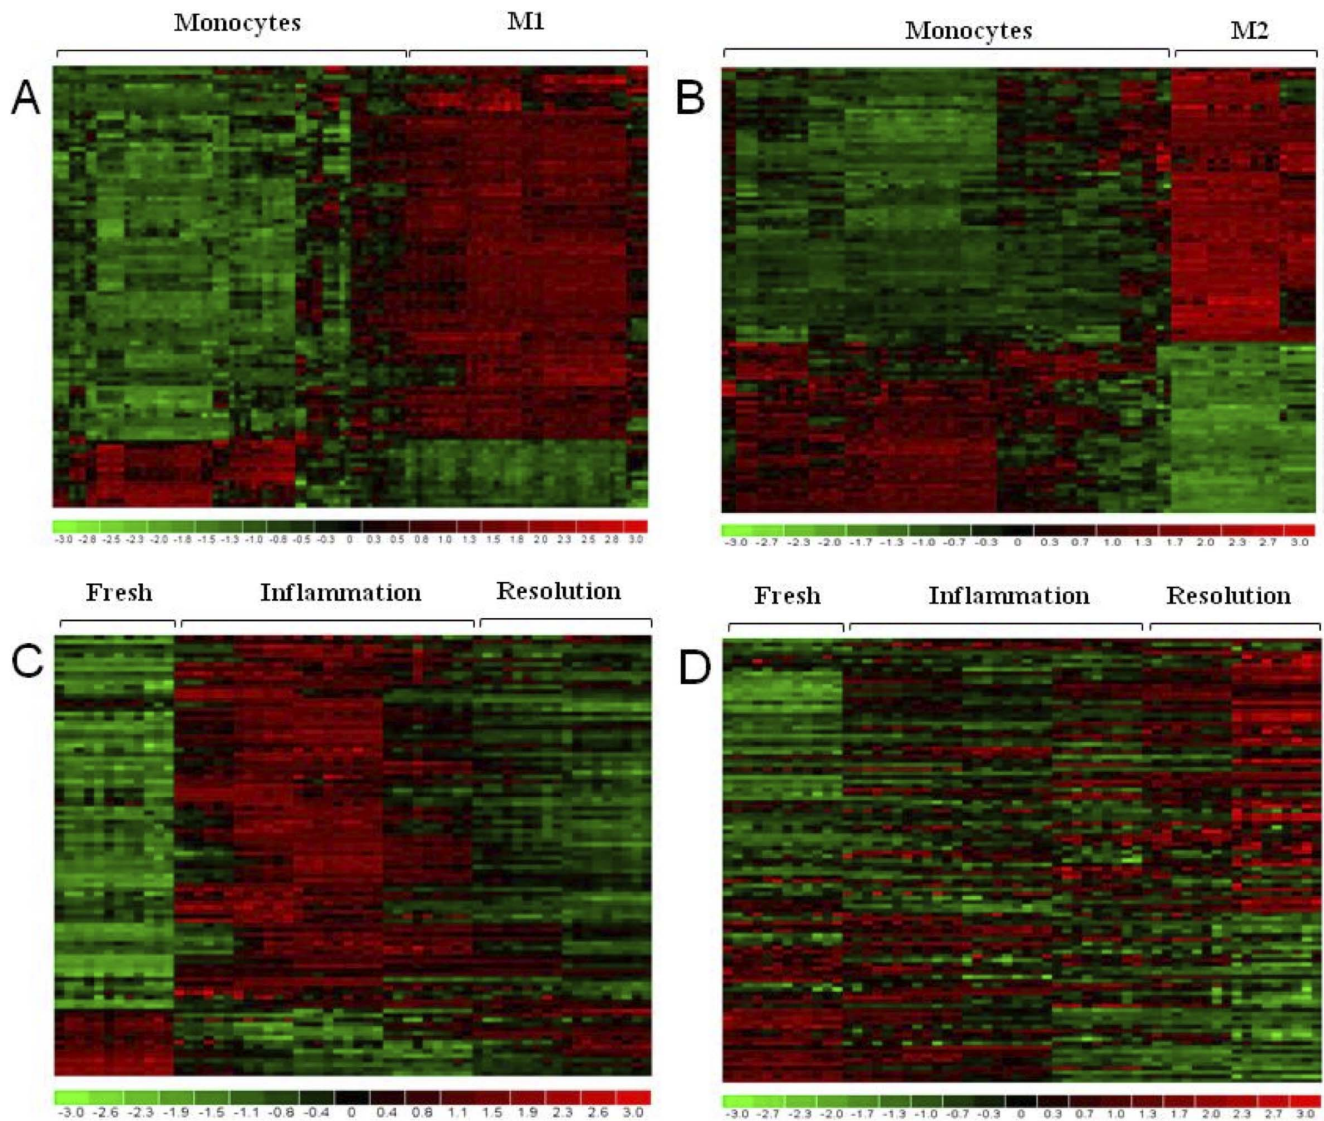 Monocytes M1
A
-3.0 -2.8 -2.5 -2.3 -2.0 -1.8 -1.5 -1.3 -1.0 -0.8 -0.5 -0.3 0 0.3 0.5 0.8 1.0 1.3 1.5 1.8 2.0 2.3 2.5 2.8 3.0
Monocytes M2
B
-3.0 -2.7 -2.3 -2.0 -1.7 -1.3 -1.0 -0.7 -0.3 0 0.3 0.7 1.0 1.3 1.7 2.0 2.3 2.7 3.0
Fresh Inflammation Resolution
C
-3.0 -2.6 -2.3 -1.9 -1.5 -1.1 -0.8 -0.4 0 0.4 0.8 1.1 1.5 1.9 2.3 2.6 3.0
Fresh Inflammation Resolution
D
-3.0 -2.7 -2.3 -2.0 -1.7 -1.3 -1.0 -0.7 -0.3 0 0.3 0.7 1.0 1.3 1.7 2.0 2.3 2.7 3.0